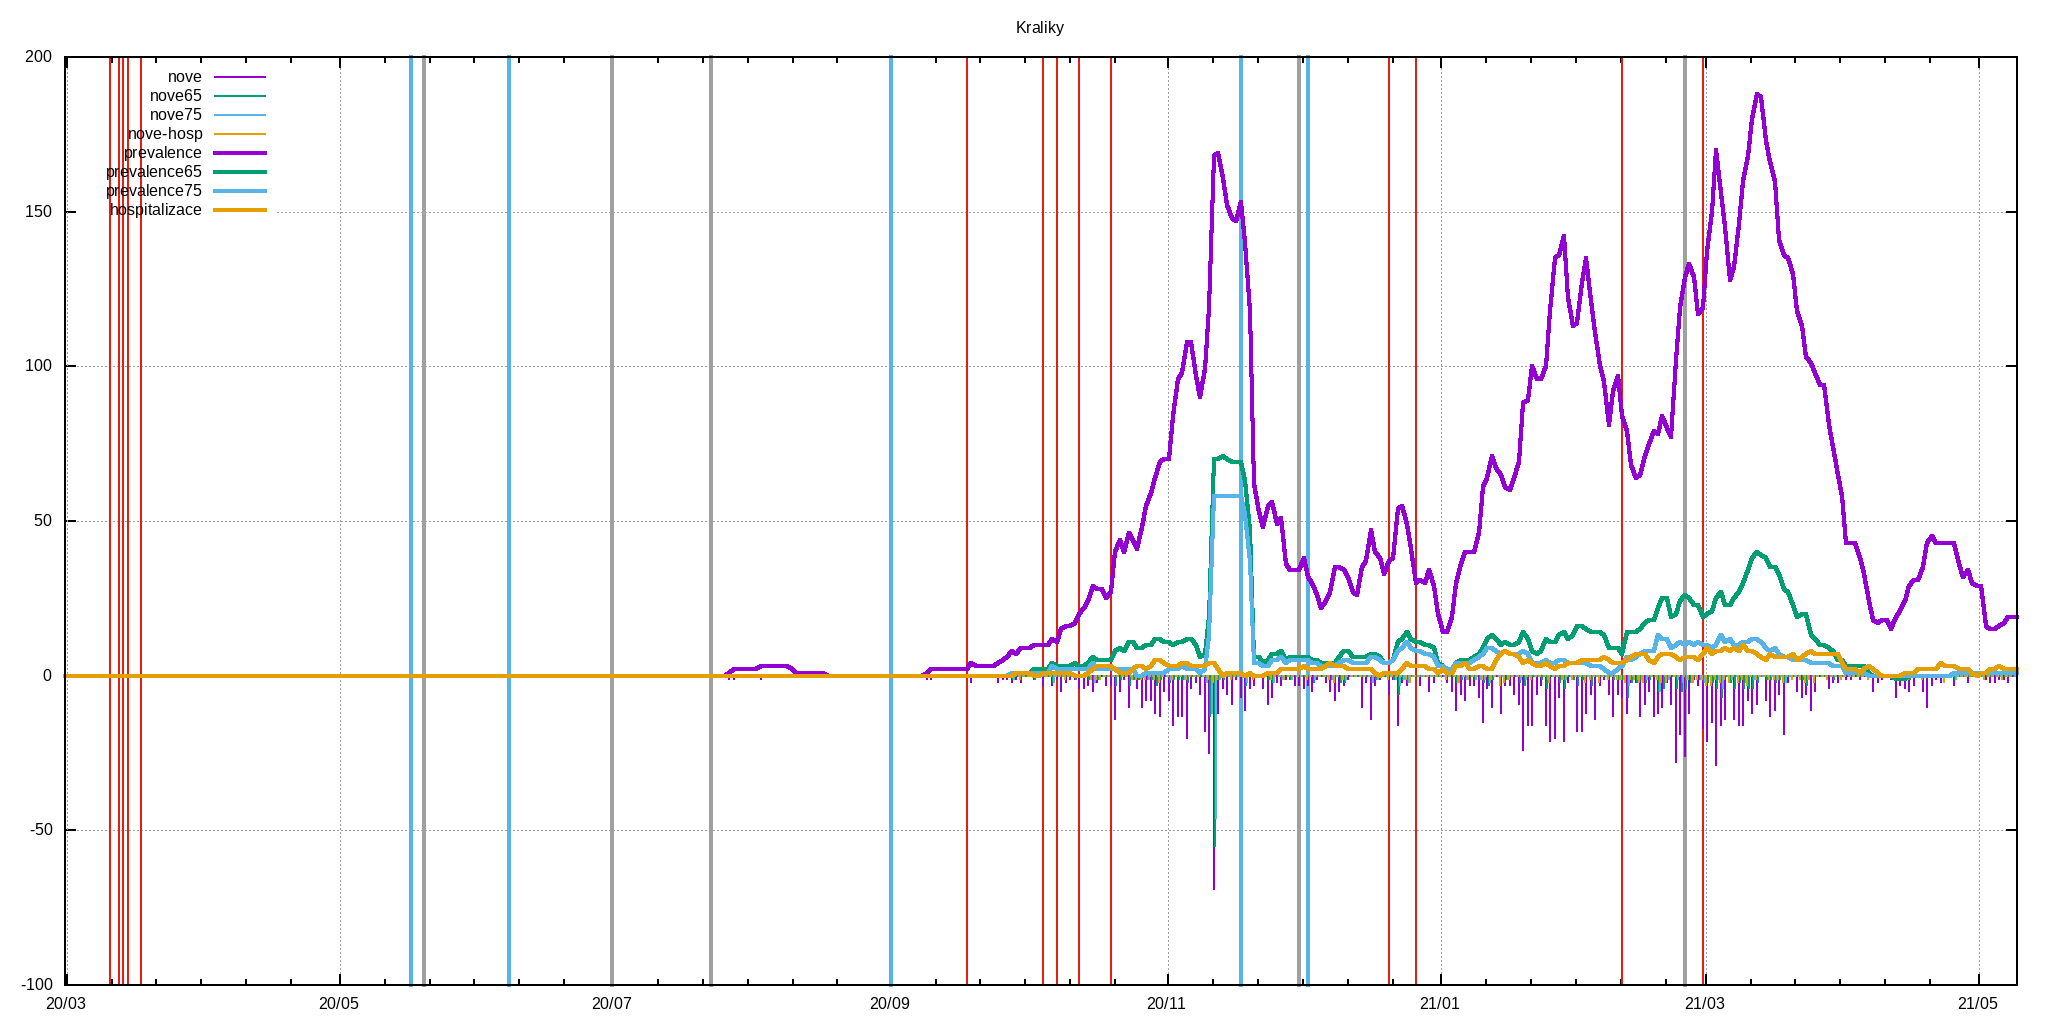 Kraliky
200
150
100
50
0
-50
-100
nove
nove65
nove75
nove-hosp
prevalence
prevalence65
prevalence75
hospitalizace
20/03 20/05 20/07 20/09 20/11 21/01 21/03 21/05